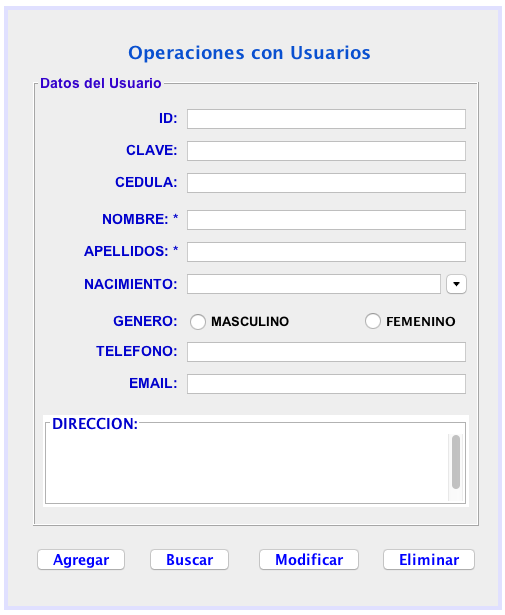 Operaciones con Usuarios
Datos del Usuario
ID:
CLAVE:
CEDULA:
NOMBRE: *
APELLIDOS: *
NACIMIENTO:
GENERO: MASCULINO FEMENINO
TELEFONO:
EMAIL:
DIRECCION:
Agregar Buscar Modificar Eliminar